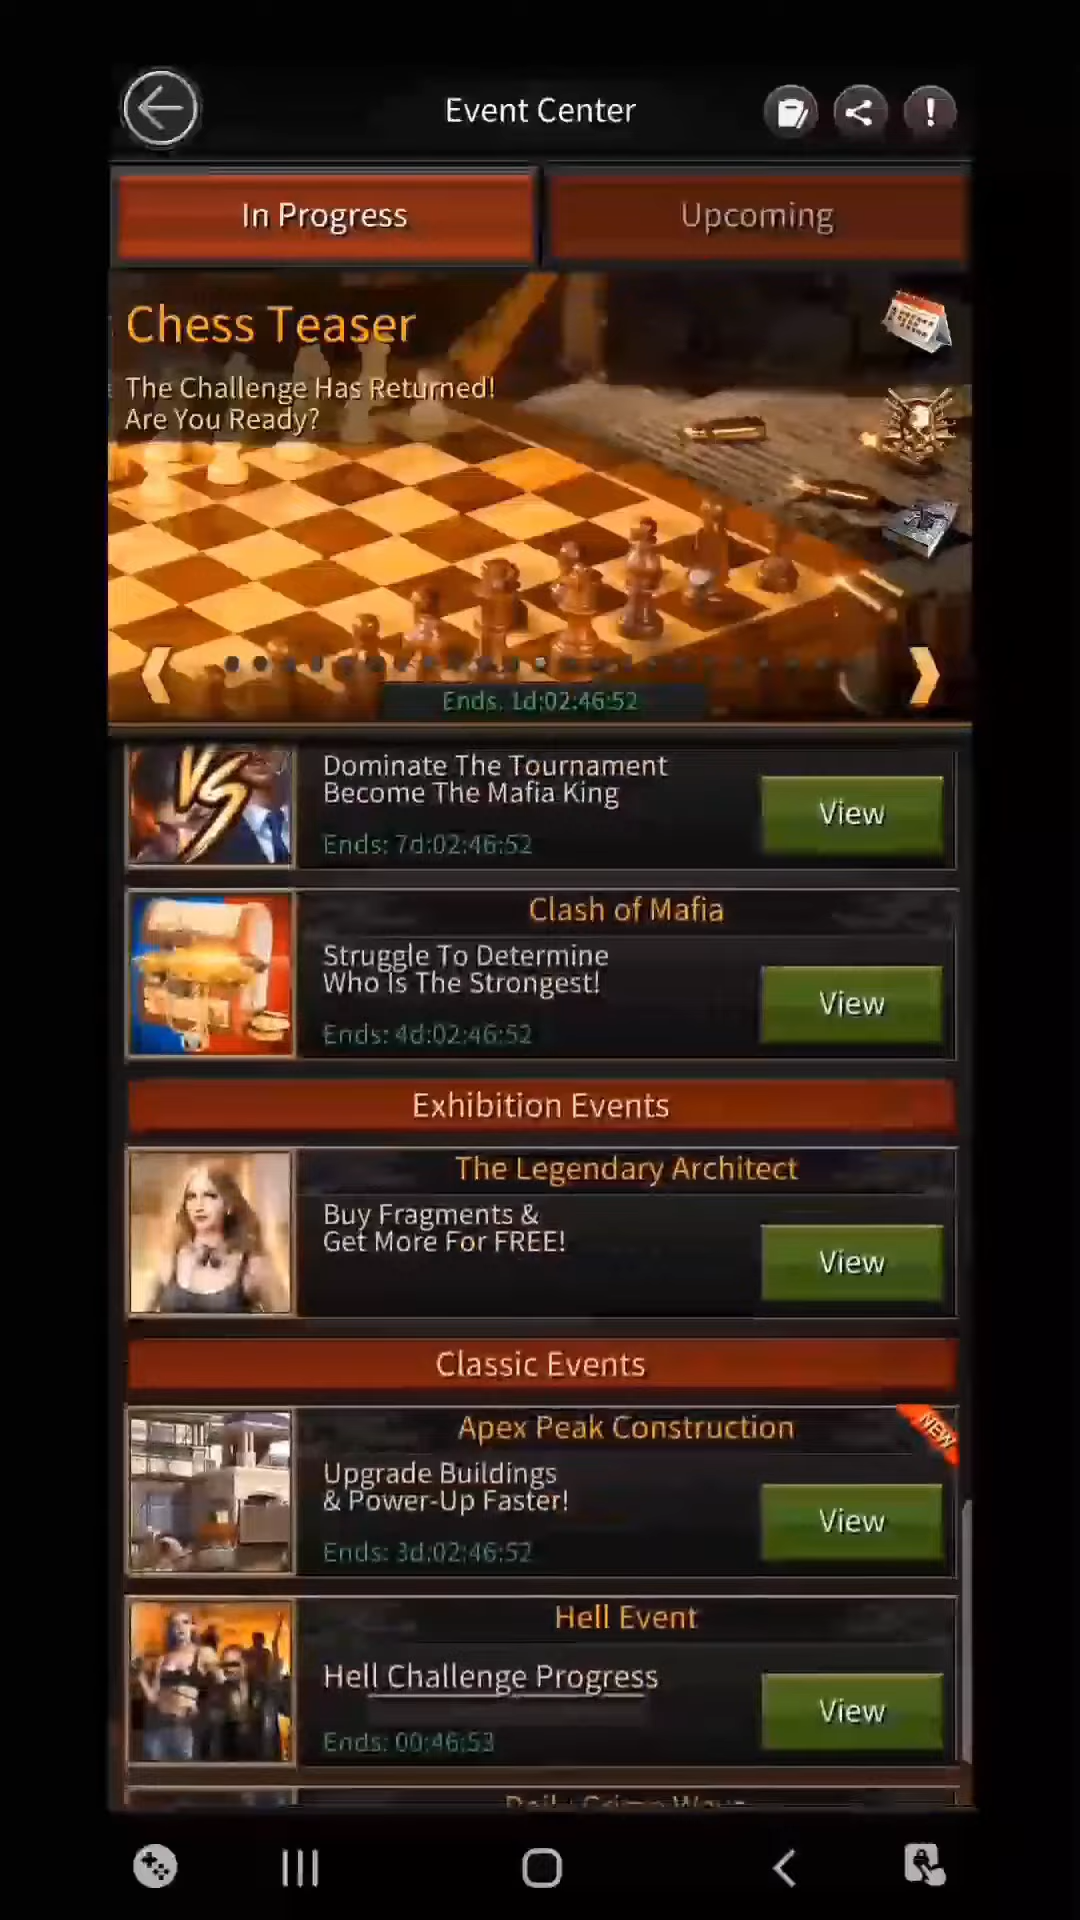 Event Center
In Progress
Upcoming
Chess Teaser
The Challenge Has Returned!
Are You Ready?
Ends: 1d:02:46:52
VS
Dominate The Tournament
Become The Mafia King
View
Ends: 7d:02:46:52
Clash of Mafia
Struggle To Determine
Who Is The Strongest!
View
Ends: 4d:02:46:52
Exhibition Events
The Legendary Architect
Buy Fragments &
Get More For FREE!
View
Classic Events
Apex Peak Construction
NEW
Upgrade Buildings
& Power-Up Faster!
View
Ends: 3d:02:46:52
Hell Event
Hell Challenge Progress
View
Ends: 00:46:53